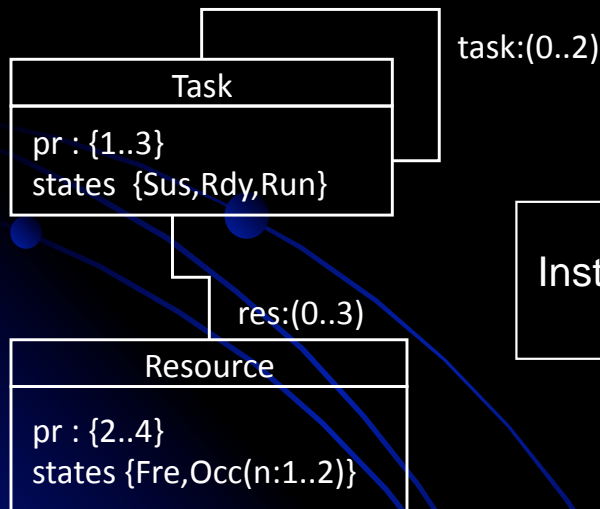 task:(0..2)
Task
pr : {1..3}
states {Sus,Rdy,Run}
Inst
res:(0..3)
Resource
pr : {2..4}
states {Fre,Occ(n:1..2)}